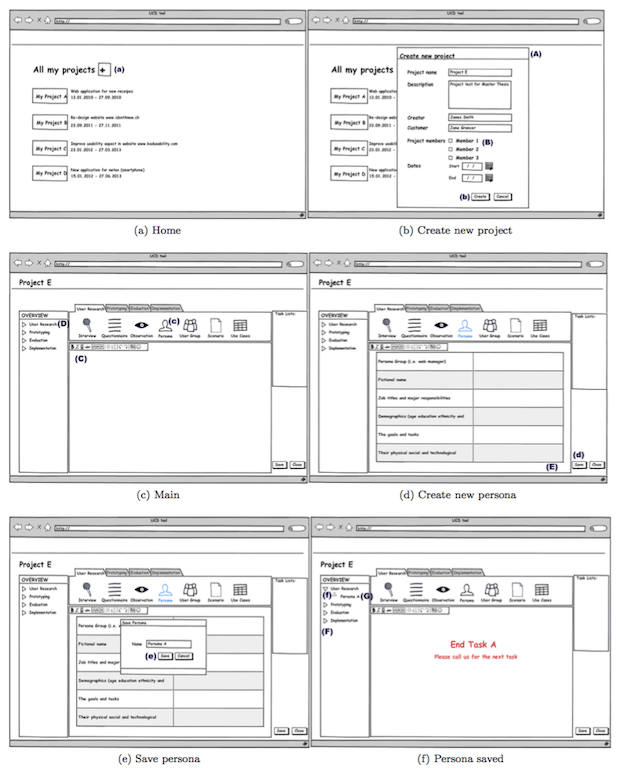 UCD tool
UCD tool
http://
http://
All my projects + (a)
My Project A
Web application for new receipes
13.01.2010 - 27.09.2010
My Project B
Re-design website www.identitaes.ch
23.09.2011 - 27.11.2011
My Project C
Improve usability aspect in website www.badusability.com
23.01.2012 - 27.03.2013
My Project D
New application for notes (smartphone)
15.01.2012 - 27.06.2013
All my projects
My Project A
Web application
13.01.2010
My Project B
23.09.2011
My Project C
Improve
23.01.2012
My Project D
New application
15.01.2012
(A)
Create new project
Project name
Project E
Description
Project test for Master Thesis
Creator
James Smith
Customer
Jane
Project members
Member 1
(B)
Member 2
Member 3
Dates
Start
/ /
End
/ /
(b)
Create
Cancel
(a) Home
(b) Create new project
UCD tool
http://
Project E
User Research
Prototyping
Evaluation
Implementation
OVERVIEW
User Research (D)
Prototyping
Evaluation
Implementation
(c)
Interview
Questionnaire
Observation
Persona
User Group
Scenario
Use Cases
Task Lists:
(C)
Save
Close
UCD tool
http://
Project E
User Research
Prototyping
Evaluation
Implementation
OVERVIEW
User Research
Prototyping
Evaluation
Implementation
Interview
Questionnaire
Observation
Persona
User Group
Scenario
Use Cases
Task Lists:
Persona Group (i.e. web manager)
Fictional name
Job titles and major responsibilities
Demographics (age education ethnicity and
The goals and tasks
Their physical social and technological
(E)
(d)
Save
Close
(c) Main
(d) Create new persona
UCD tool
http://
Project E
User Research
Prototyping
Evaluation
Implementation
OVERVIEW
User Research
Prototyping
Evaluation
Implementation
Interview
Questionnaire
Observation
Persona
User Group
Scenario
Use Cases
Task Lists:
Persona Group (i.e.
Fictional name
Job titles and major
Demographics (age education ethnicity and
The goals and tasks
Their physical social and technological
Save Persona
Name
Persona A
(e)
Save
Cancel
Save
Close
UCD tool
http://
Project E
User Research
Prototyping
Evaluation
Implementation
OVERVIEW
User Research
(f)
Persona A (G)
Prototyping
Evaluation
Implementation
(F)
Interview
Questionnaire
Observation
Persona
User Group
Scenario
Use Cases
Task Lists:
End Task A
Please call us for the next task
Save
Close
(e) Save persona
(f) Persona saved